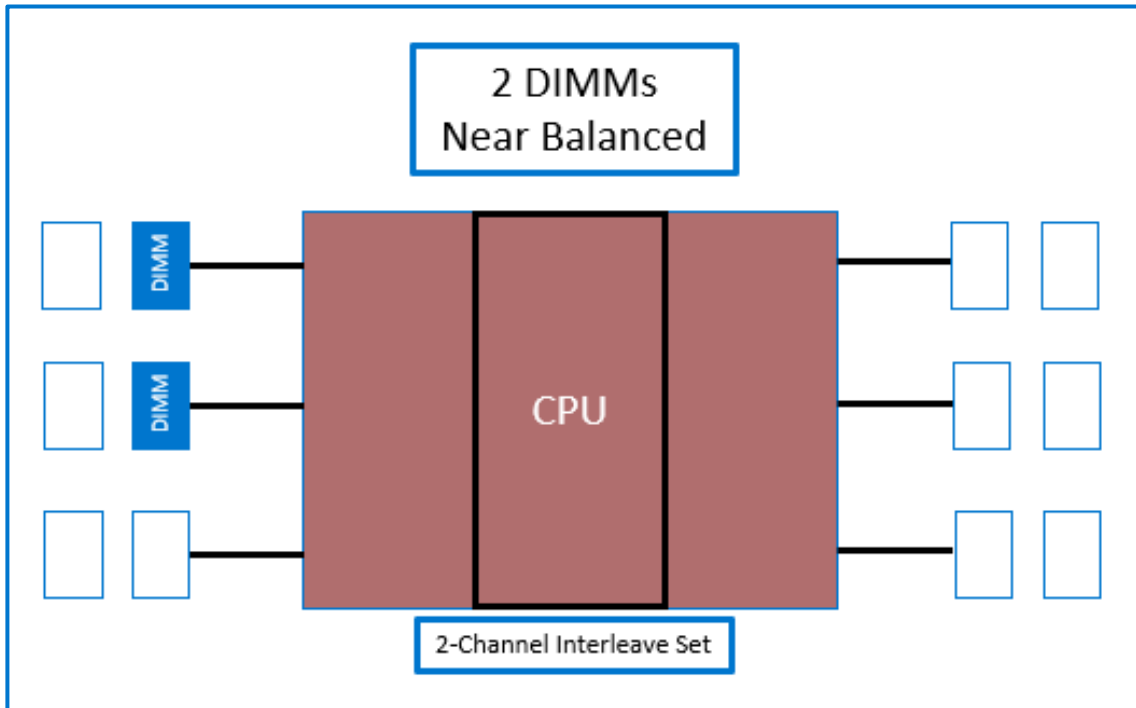 2 DIMMs
Near Balanced
DIMM
DIMM
CPU
2-Channel Interleave Set